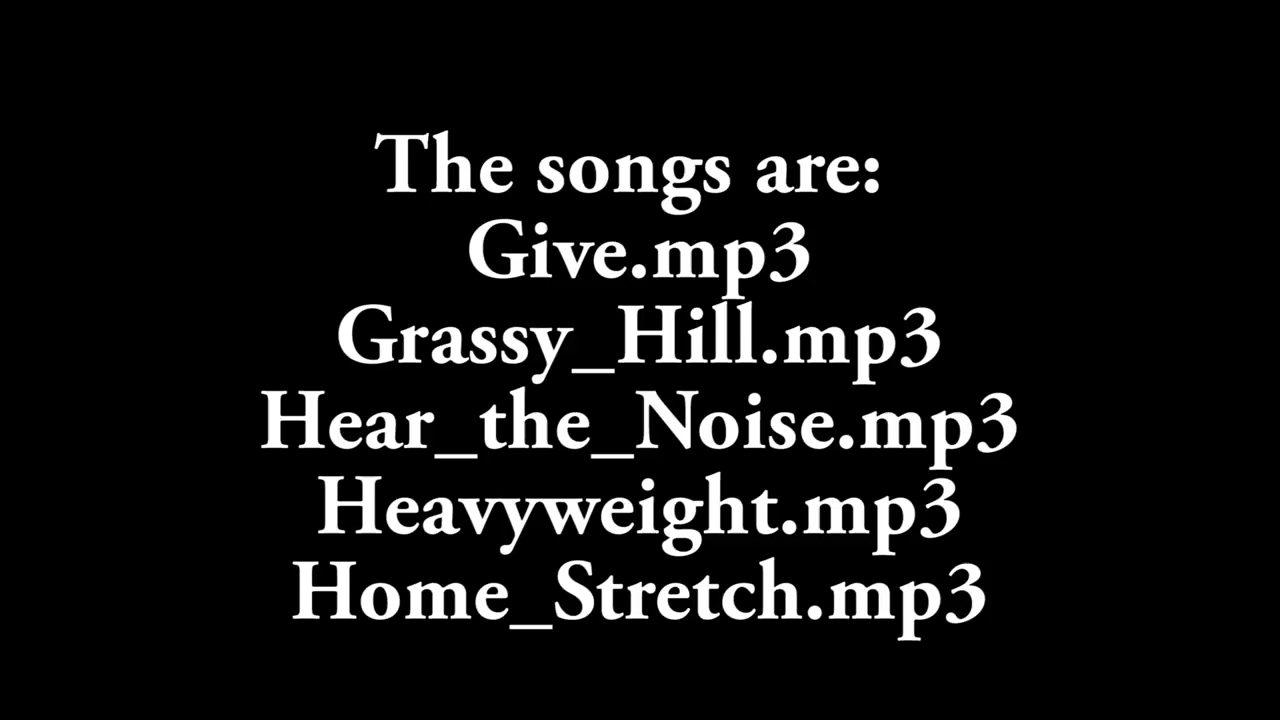 The songs are:
Give.mp3
Grassy_Hill.mp3
Hear_the_Noise.mp3
Heavyweight.mp3
Home_Stretch.mp3